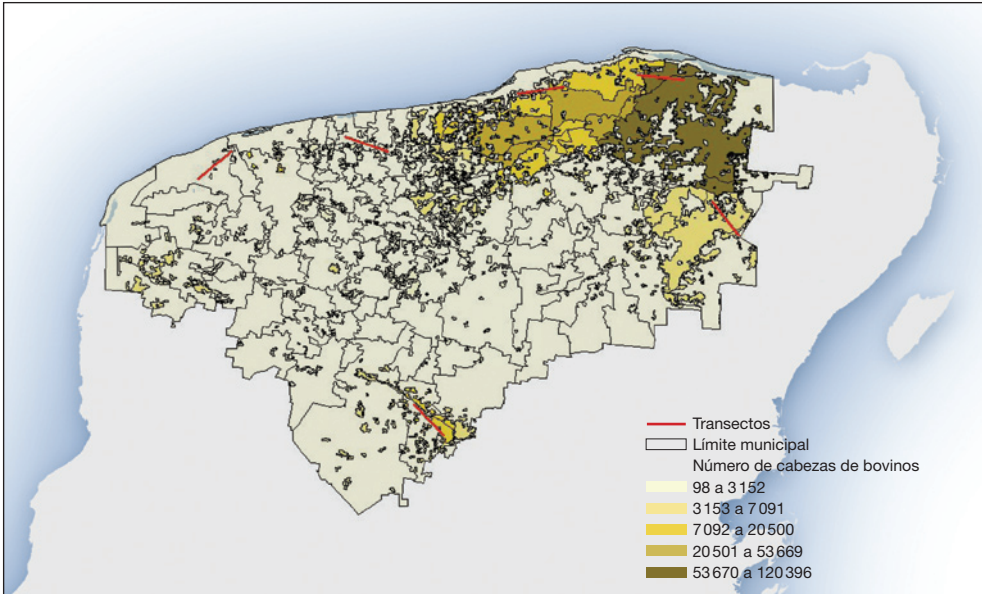 Transectos
Límite municipal
Número de cabezas de bovinos
98 a 3 152
3 153 a 7 091
7 092 a 20 500
20 501 a 53 669
53 670 a 120 396